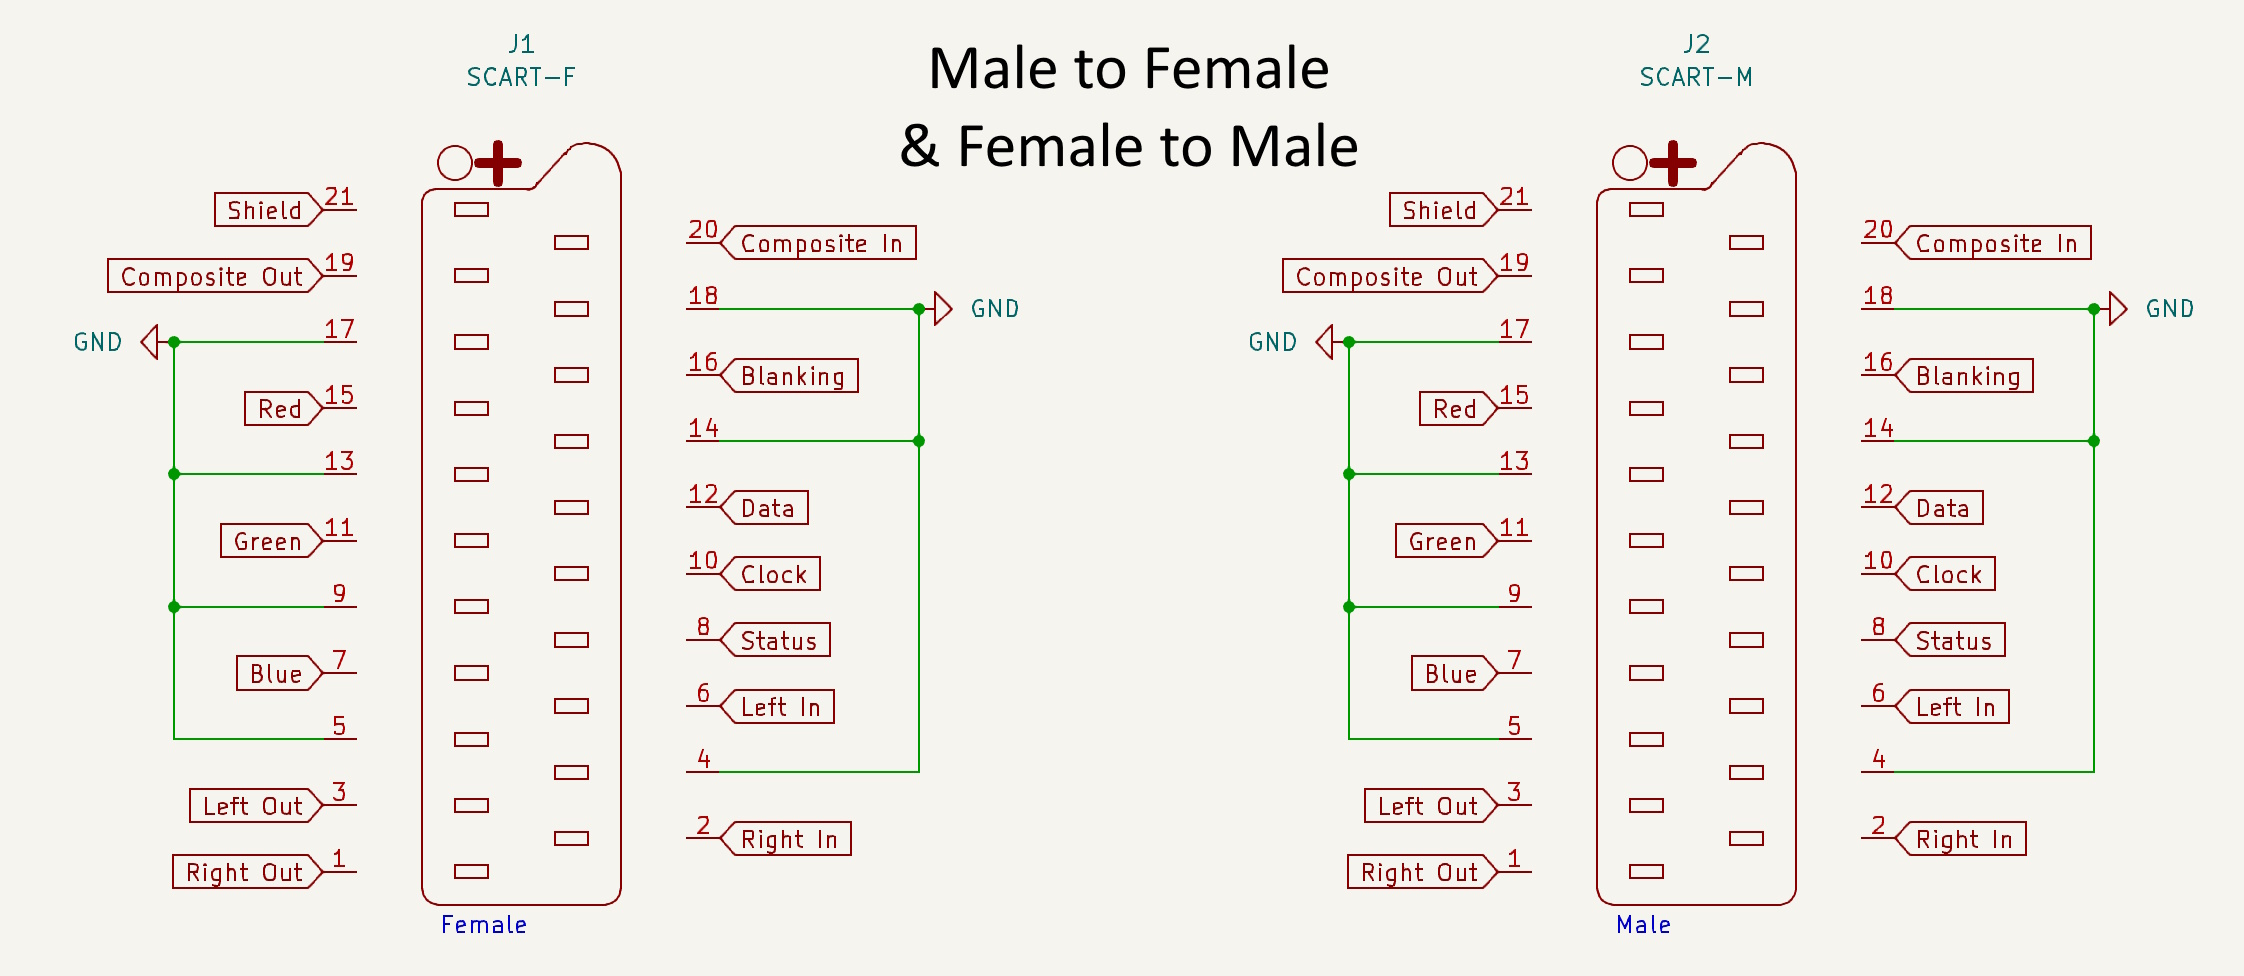 Male to Female
& Female to Male
J1
SCART-F
21
Shield
20
Composite In
19
Composite Out
18
GND
17
GND
16
Blanking
15
Red
14
13
12
Data
11
Green
10
Clock
9
8
Status
7
Blue
6
Left In
5
4
3
Left Out
2
Right In
1
Right Out
Female
J2
SCART-M
21
Shield
20
Composite In
19
Composite Out
18
GND
17
GND
16
Blanking
15
Red
14
13
12
Data
11
Green
10
Clock
9
8
Status
7
Blue
6
Left In
5
4
3
Left Out
2
Right In
1
Right Out
Male